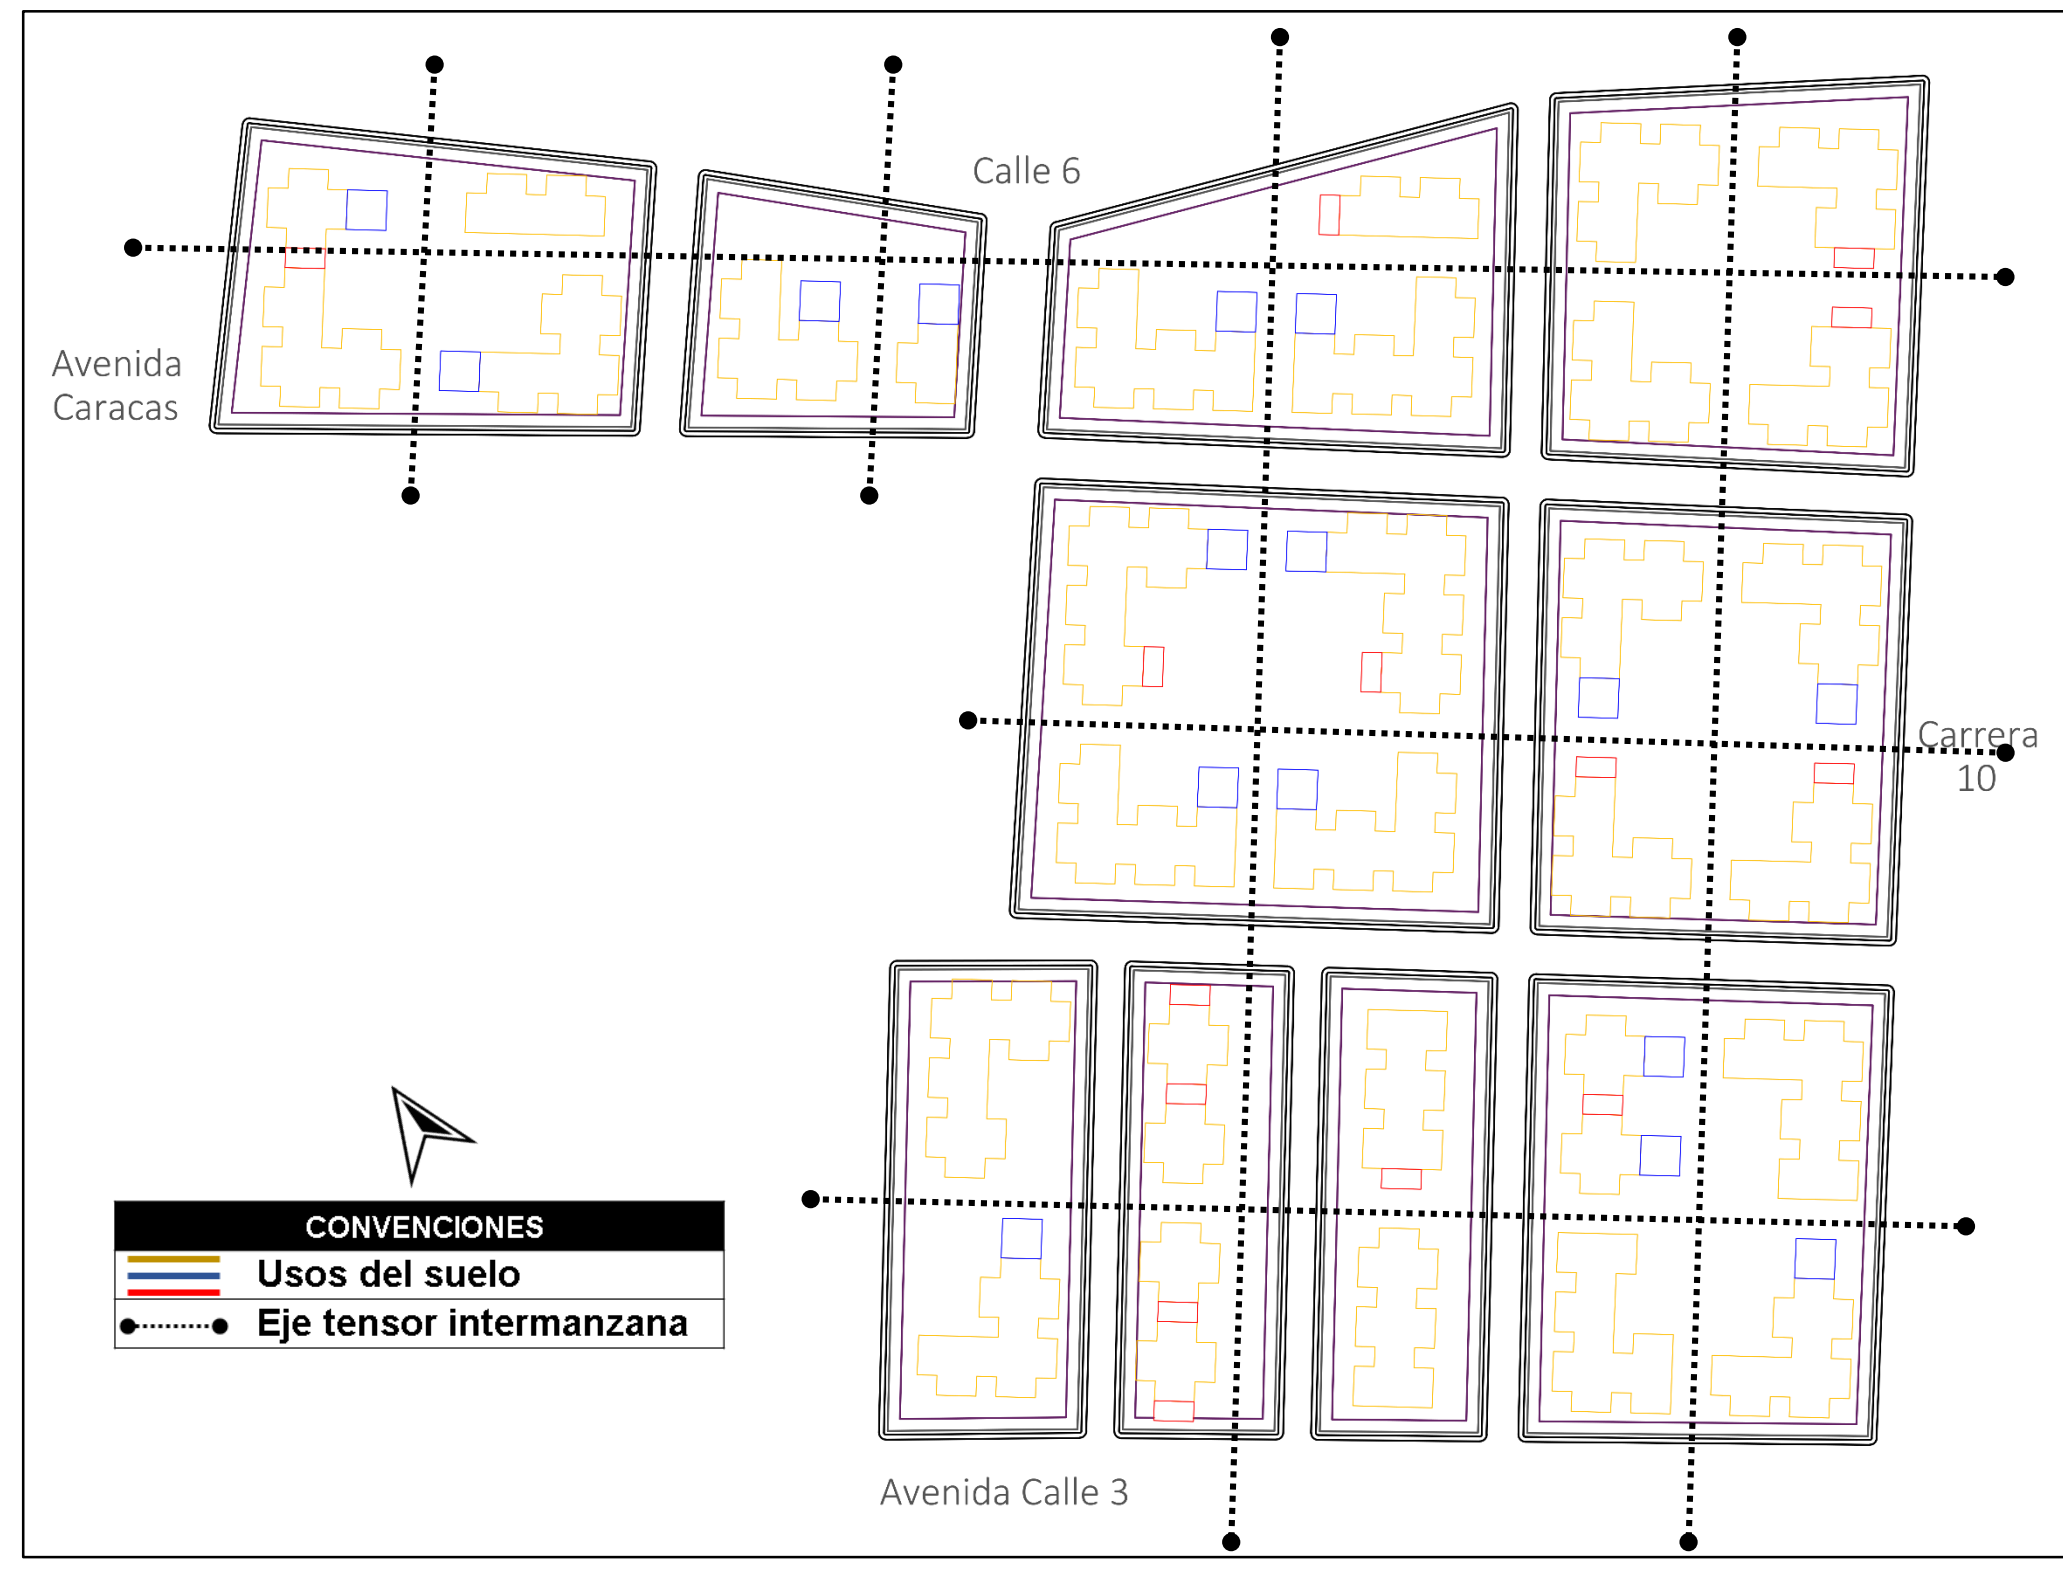 Calle 6
Avenida
Caracas
Carrera
10
CONVENCIONES
Usos del suelo
Eje tensor intermanzana
Avenida Calle 3